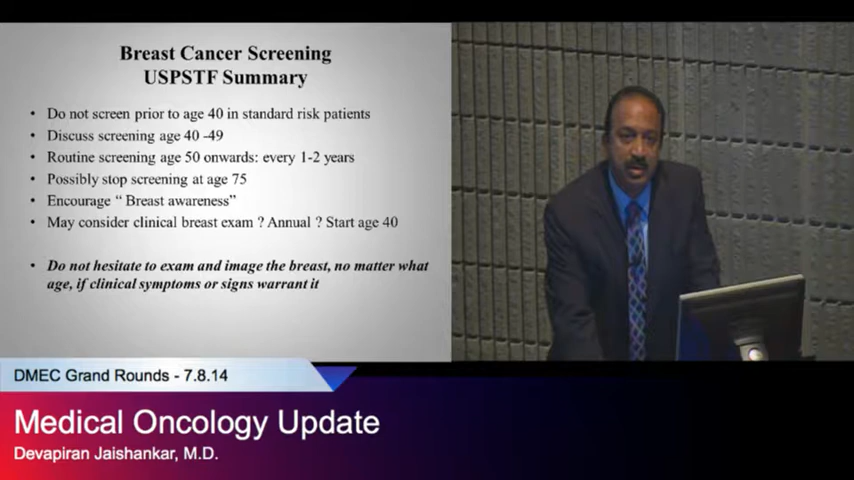 Breast Cancer Screening
USPSTF Summary
• Do not screen prior to age 40 in standard risk patients
• Discuss screening age 40 -49
• Routine screening age 50 onwards: every 1-2 years
• Possibly stop screening at age 75
• Encourage “ Breast awareness”
• May consider clinical breast exam ? Annual ? Start age 40
• Do not hesitate to exam and image the breast, no matter what
age, if clinical symptoms or signs warrant it
DMEC Grand Rounds - 7.8.14
Medical Oncology Update
Devapiran Jaishankar, M.D.